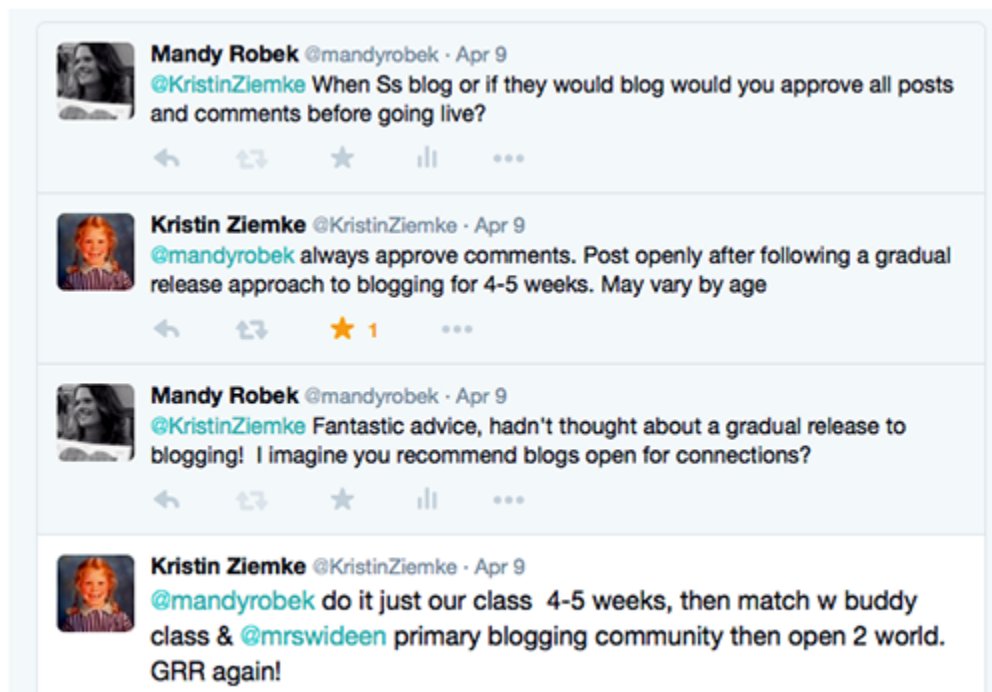 Mandy Robek @mandyrobek · Apr 9
@KristinZiemke When Ss blog or if they would blog would you approve all posts
and comments before going live?
Kristin Ziemke @KristinZiemke · Apr 9
@mandyrobek always approve comments. Post openly after following a gradual
release approach to blogging for 4-5 weeks. May vary by age
1
Mandy Robek @mandyrobek · Apr 9
@KristinZiemke Fantastic advice, hadn't thought about a gradual release to
blogging!  I imagine you recommend blogs open for connections?
Kristin Ziemke @KristinZiemke · Apr 9
@mandyrobek do it just our class  4-5 weeks, then match w buddy
class & @mrswideen primary blogging community then open 2 world.
GRR again!